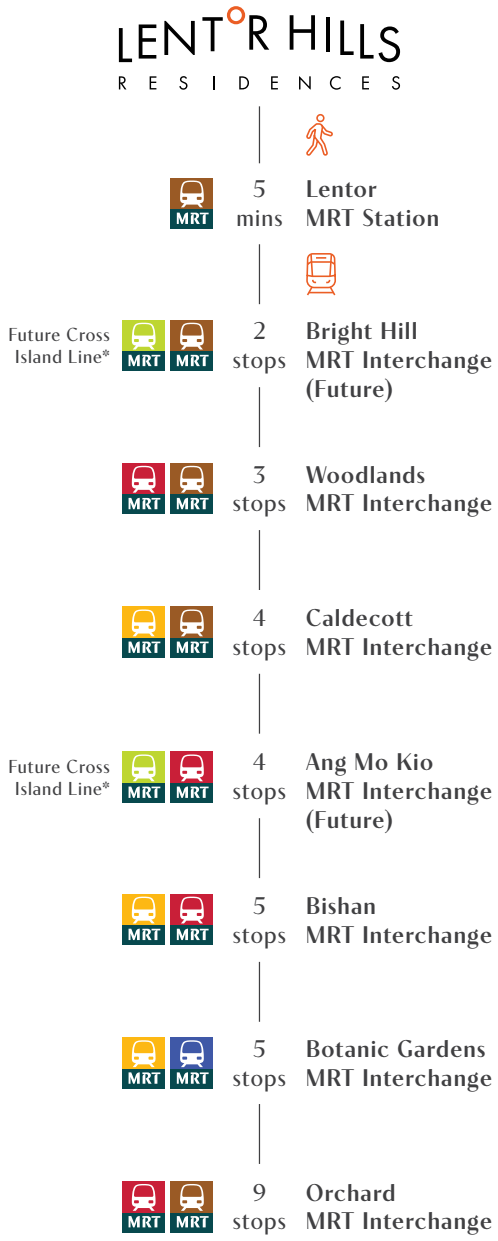 LENTOR HILLS
RESIDENCES
MRT
5
mins
Lentor
MRT Station
Future Cross
Island Line*
MRT MRT
2
stops
Bright Hill
MRT Interchange
(Future)
MRT MRT
3
stops
Woodlands
MRT Interchange
MRT MRT
4
stops
Caldecott
MRT Interchange
Future Cross
Island Line*
MRT MRT
4
stops
Ang Mo Kio
MRT Interchange
(Future)
MRT MRT
5
stops
Bishan
MRT Interchange
MRT MRT
5
stops
Botanic Gardens
MRT Interchange
MRT MRT
9
stops
Orchard
MRT Interchange